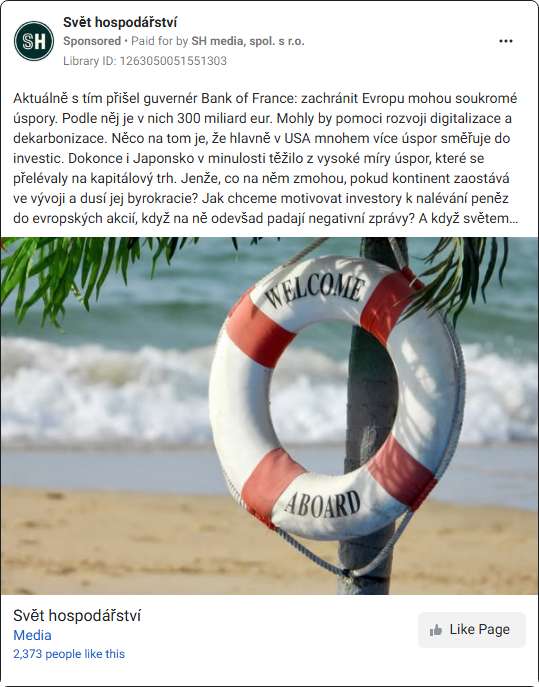 Svět hospodářství
Sponsored • Paid for by SH media, spol. s r.o.
SH
Library ID: 1263050051551303
Aktuálně s tím přišel guvernér Bank of France: zachránit Evropu mohou soukromé
úspory. Podle něj je v nich 300 miliard eur. Mohly by pomoci rozvoji digitalizace a
dekarbonizace. Něco na tom je, že hlavně v USA mnohem více úspor směřuje do
investic. Dokonce i Japonsko v minulosti těžilo z vysoké míry úspor, které se
přelévaly na kapitálový trh. Jenže, co na něm zmohou, pokud kontinent zaostává
ve vývoji a dusí jej byrokracie? Jak chceme motivovat investory k nalévání peněz
do evropských akcií, když na ně odevšad padají negativní zprávy? A když světem...
WELCOME
ABOARD
Svět hospodářství
Media
2,373 people like this
Like Page